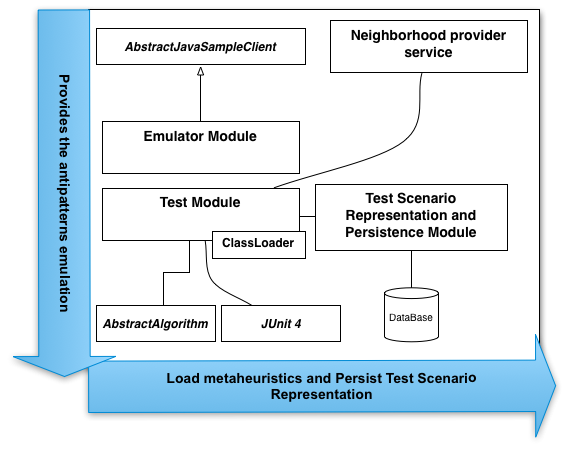 AbstractJavaSampleClient
Neighborhood provider
service
Provides the antipatterns emulation
Emulator Module
Test Module
ClassLoader
Test Scenario
Representation and
Persistence Module
AbstractAlgorithm
JUnit 4
DataBase
Load metaheuristics and Persist Test Scenario
Representation